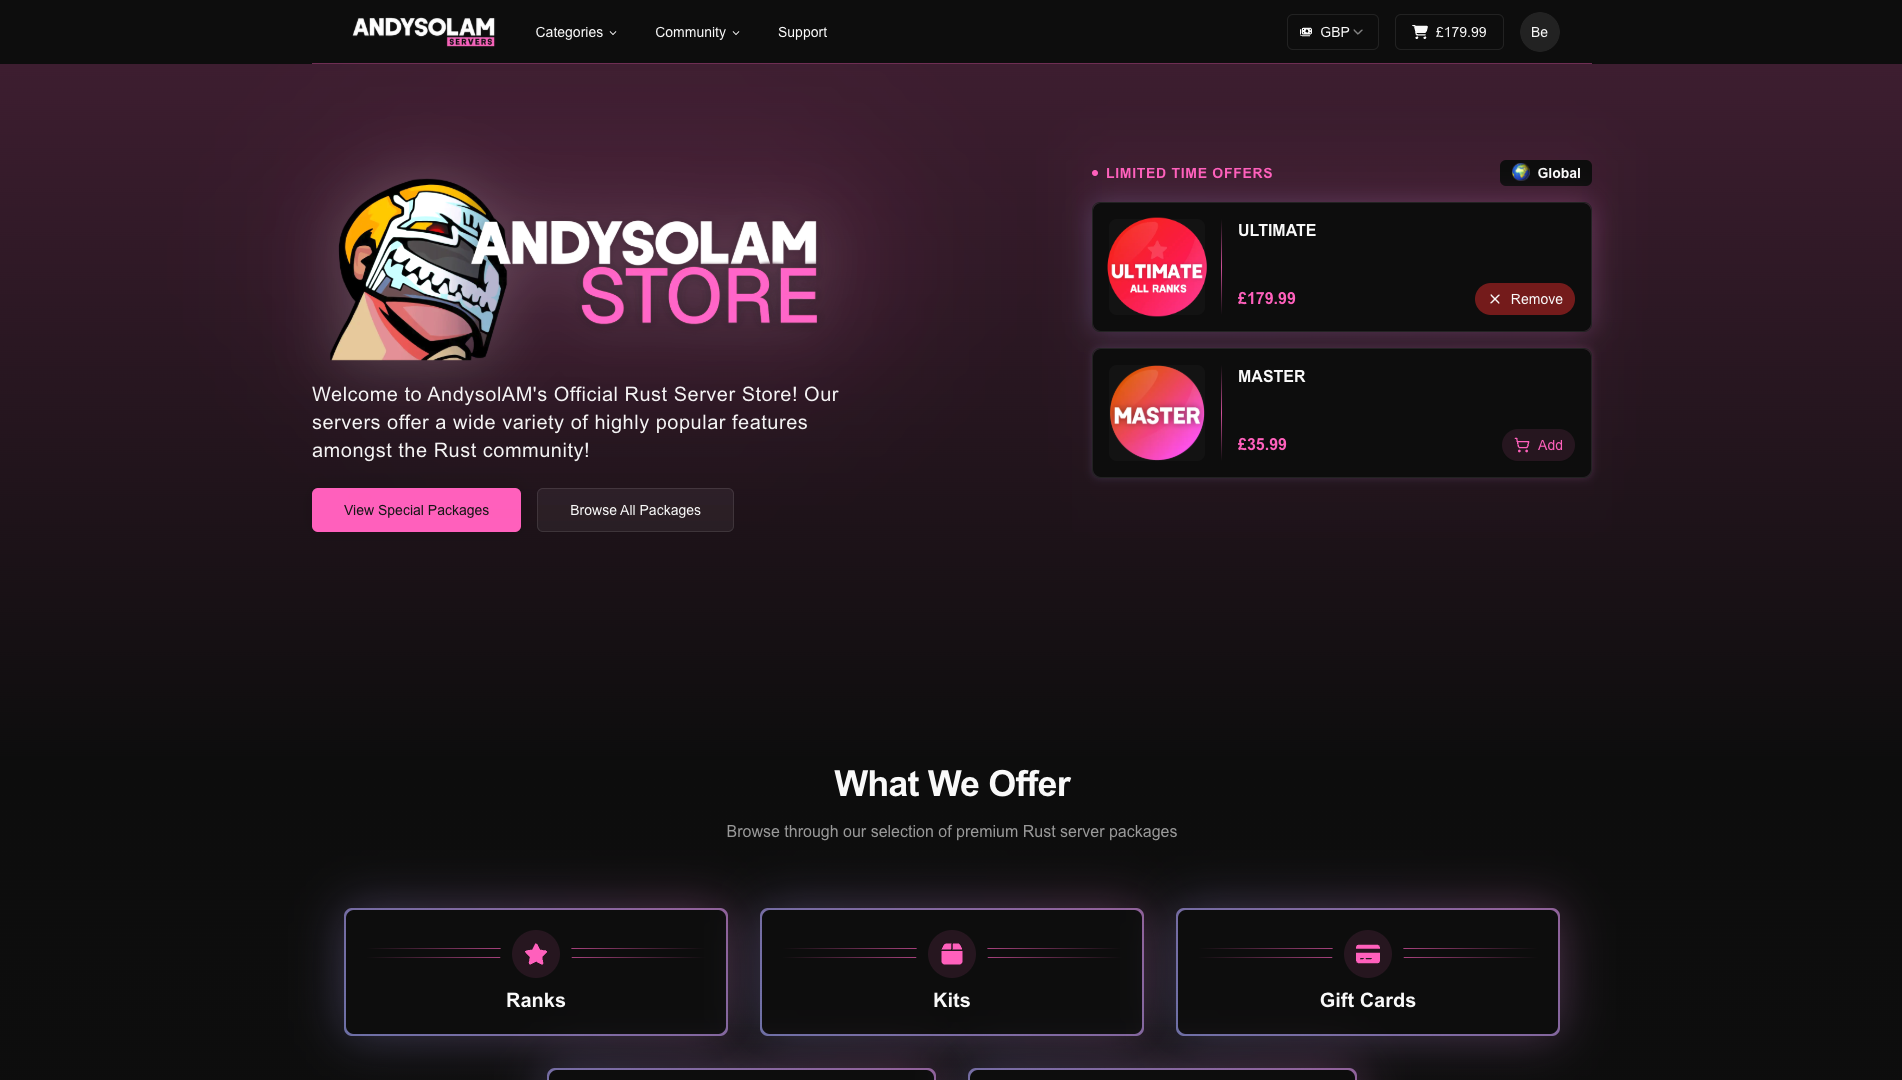 ANDYSOLAM
SERVERS
Categories
Community
Support
GBP
£179.99
Be
ANDYSOLAM
STORE
Welcome to AndysolAM's Official Rust Server Store! Our
servers offer a wide variety of highly popular features
amongst the Rust community!
View Special Packages
Browse All Packages
LIMITED TIME OFFERS
Global
ULTIMATE
ALL RANKS
ULTIMATE
£179.99
Remove
MASTER
MASTER
£35.99
Add
What We Offer
Browse through our selection of premium Rust server packages
Ranks
Kits
Gift Cards